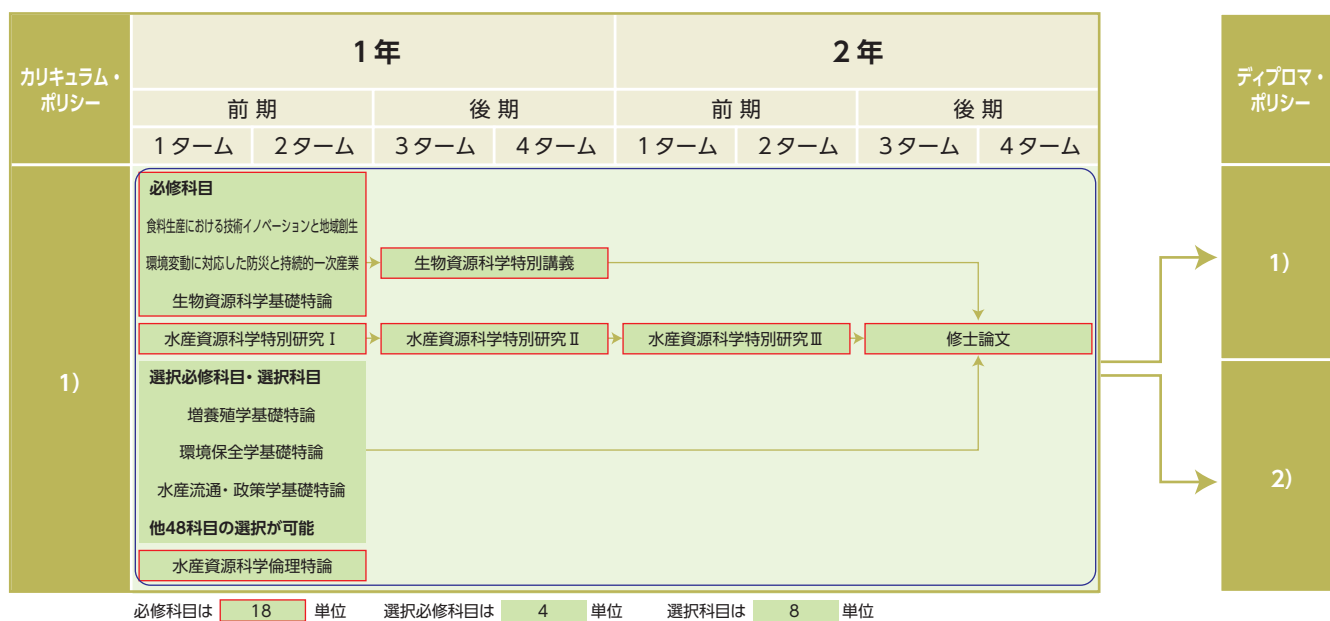 カリキュラム・
ポリシー
1年
2年
ディプロマ・
ポリシー
前 期
後 期
前 期
後 期
1ターム
2ターム
3ターム
4ターム
1ターム
2ターム
3ターム
4ターム
1)
必修科目
食料生産における技術イノベーションと地域創生
環境変動に対応した防災と持続的一次産業
生物資源科学特別講義
生物資源科学基礎特論
水産資源科学特別研究Ⅰ
水産資源科学特別研究Ⅱ
水産資源科学特別研究Ⅲ
修士論文
選択必修科目・選択科目
増養殖学基礎特論
環境保全学基礎特論
水産流通・政策学基礎特論
他48科目の選択が可能
水産資源科学倫理特論
1)
2)
必修科目は 18 単位 選択必修科目は 4 単位 選択科目は 8 単位